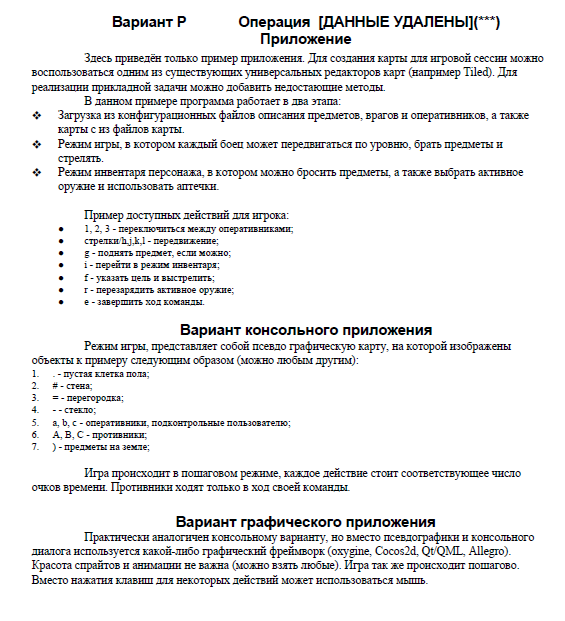 Вариант P Операция [ДАННЫЕ УДАЛЕНЫ](***)
Приложение
Здесь приведён только пример приложения. Для создания карты для игровой сессии можно
воспользоваться одним из существующих универсальных редакторов карт (например Tiled). Для
реализации прикладной задачи можно добавить недостающие методы.
В данном примере программа работает в два этапа:
❖ Загрузка из конфигурационных файлов описания предметов, врагов и оперативников, а также
карты с из файлов карты.
❖ Режим игры, в котором каждый боец может передвигаться по уровню, брать предметы и
стрелять.
❖ Режим инвентаря персонажа, в котором можно бросить предметы, а также выбрать активное
оружие и использовать аптечки.
Пример доступных действий для игрока:
● 1, 2, 3 - переключиться между оперативниками;
● стрелки/h,j,k,l - передвижение;
● g - поднять предмет, если можно;
● i - перейти в режим инвентаря;
● f - указать цель и выстрелить;
● r - перезарядить активное оружие;
● e - завершить ход команды.
Вариант консольного приложения
Режим игры, представляет собой псевдо графическую карту, на которой изображены
объекты к примеру следующим образом (можно любым другим):
1. . - пустая клетка пола;
2. # - стена;
3. = - перегородка;
4. - - стекло;
5. a, b, c - оперативники, подконтрольные пользователю;
6. A, B, C - противники;
7. ) - предметы на земле;
Игра происходит в пошаговом режиме, каждое действие стоит соответствующее число
очков времени. Противники ходят только в ход своей команды.
Вариант графического приложения
Практически аналогичен консольному варианту, но вместо псевдографики и консольного
диалога используется какой-либо графический фреймворк (oxygine, Cocos2d, Qt/QML, Allegro).
Красота спрайтов и анимации не важна (можно взять любые). Игра так же происходит пошагово.
Вместо нажатия клавиш для некоторых действий может использоваться мышь.